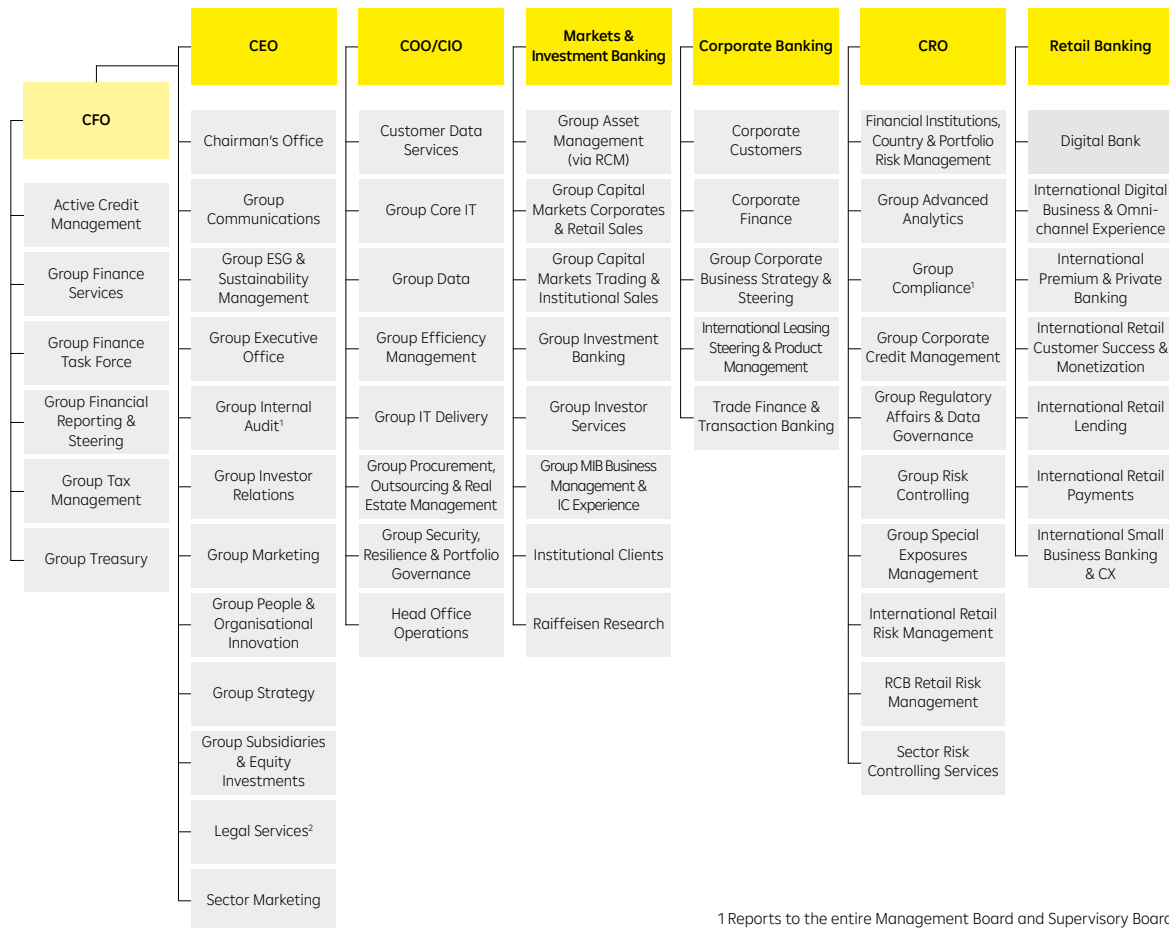 CEO
COO/CIO
Markets &
Investment Banking
Corporate Banking
CRO
Retail Banking
CFO
Active Credit
Management
Group Finance
Services
Group Finance
Task Force
Group Financial
Reporting &
Steering
Group Tax
Management
Group Treasury
Chairman's Office
Group
Communications
Group ESG &
Sustainability
Management
Group Executive
Office
Group Internal
Audit¹
Group Investor
Relations
Group Marketing
Group People &
Organisational
Innovation
Group Strategy
Group Subsidiaries
& Equity
Investments
Legal Services²
Sector Marketing
Customer Data
Services
Group Core IT
Group Data
Group Efficiency
Management
Group IT Delivery
Group Procurement,
Outsourcing & Real
Estate Management
Group Security,
Resilience & Portfolio
Governance
Head Office
Operations
Group Asset
Management
(via RCM)
Group Capital
Markets Corporates
& Retail Sales
Group Capital
Markets Trading &
Institutional Sales
Group Investment
Banking
Group Investor
Services
Group MIB Business
Management &
IC Experience
Institutional Clients
Raiffeisen Research
Corporate
Customers
Corporate
Finance
Group Corporate
Business Strategy &
Steering
International Leasing
Steering & Product
Management
Trade Finance &
Transaction Banking
Financial Institutions,
Country & Portfolio
Risk Management
Group Advanced
Analytics
Group
Compliance¹
Group Corporate
Credit Management
Group Regulatory
Affairs & Data
Governance
Group Risk
Controlling
Group Special
Exposures
Management
International Retail
Risk Management
RCB Retail Risk
Management
Sector Risk
Controlling Services
Digital Bank
International Digital
Business & Omni-
channel Experience
International
Premium & Private
Banking
International Retail
Customer Success &
Monetization
International Retail
Lending
International Retail
Payments
International Small
Business Banking
& CX
1 Reports to the entire Management Board and Supervisory Board